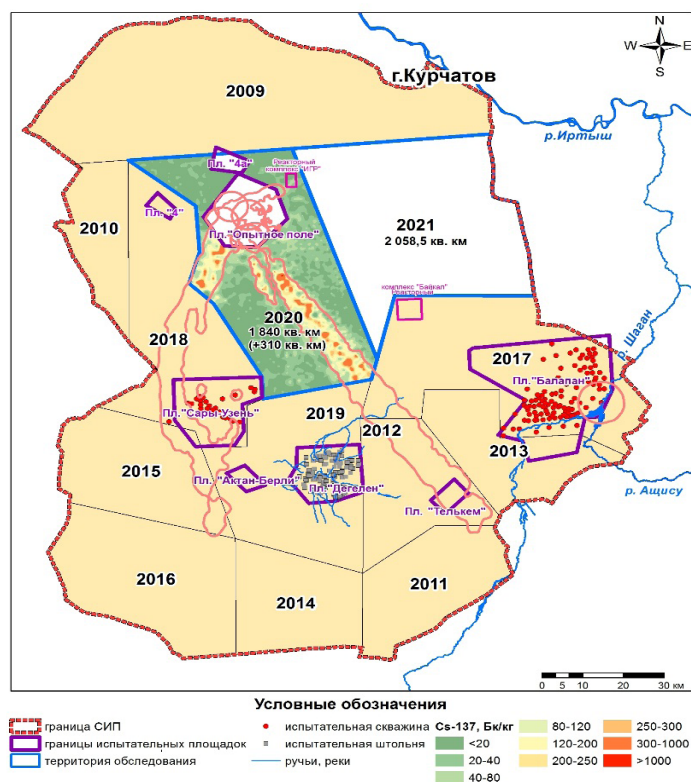 N
W E
S
г.Курчатов
2009
р.Иртыш
Пл. "4а"
Реакторный
комплекс "ИГР"
Пл. "4"
2010
Пл."Опытное поле"
2021
2 058,5 кв. км
комплекс "Байкал"
Реакторный
2020
1 840 кв. км
(+310 кв. км)
2018
р. Шаган
2017
Пл."Балапан"
Пл."Сары-Узень"
2019
2012
2013
2015
Пл. "Актан-Берли"
Пл."Дегелен"
Пл. "Телькем"
р. Ащису
2016
2014
2011
0 5 10 20 30 км
Условные обозначения
граница СИП
границы испытательных площадок
территория обследования
испытательная скважина
испытательная штольня
ручьи, реки
Cs-137, Бк/кг
<20
20-40
40-80
80-120
120-200
200-250
250-300
300-1000
>1000